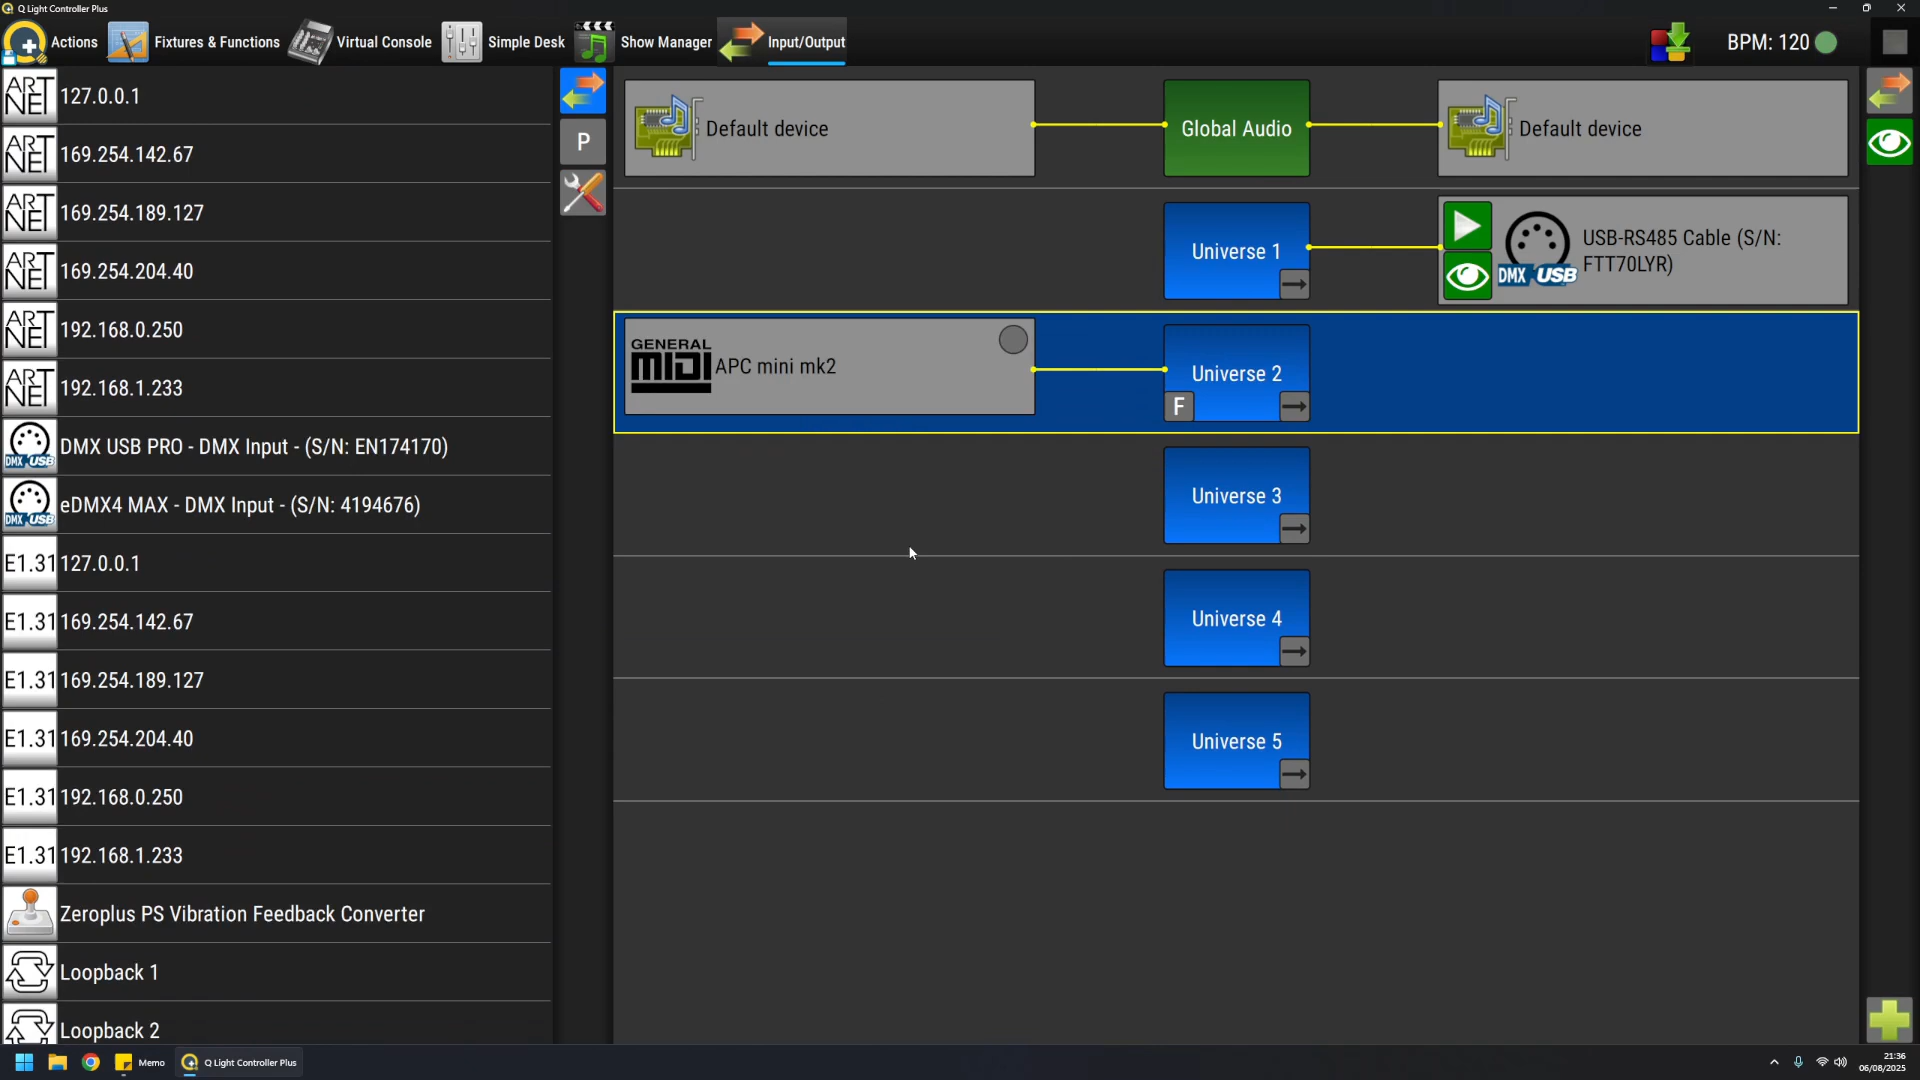 Q Light Controller Plus
Actions
Fixtures & Functions
Virtual Console
Simple Desk
Show Manager
Input/Output
BPM: 120
ART NET 127.0.0.1
ART NET 169.254.142.67
ART NET 169.254.189.127
ART NET 169.254.204.40
ART NET 192.168.0.250
ART NET 192.168.1.233
DMX USB DMX USB PRO - DMX Input - (S/N: EN174170)
DMX USB eDMX4 MAX - DMX Input - (S/N: 4194676)
E1.31 127.0.0.1
E1.31 169.254.142.67
E1.31 169.254.189.127
E1.31 169.254.204.40
E1.31 192.168.0.250
E1.31 192.168.1.233
Zeroplus PS Vibration Feedback Converter
Loopback 1
Loopback 2
P
Default device
Global Audio
Default device
Universe 1
DMX USB
USB-RS485 Cable (S/N:
FTT70LYR)
GENERAL
MIDI
APC mini mk2
Universe 2
F
Universe 3
Universe 4
Universe 5
Memo
Q Light Controller Plus
21:36
06/08/2025